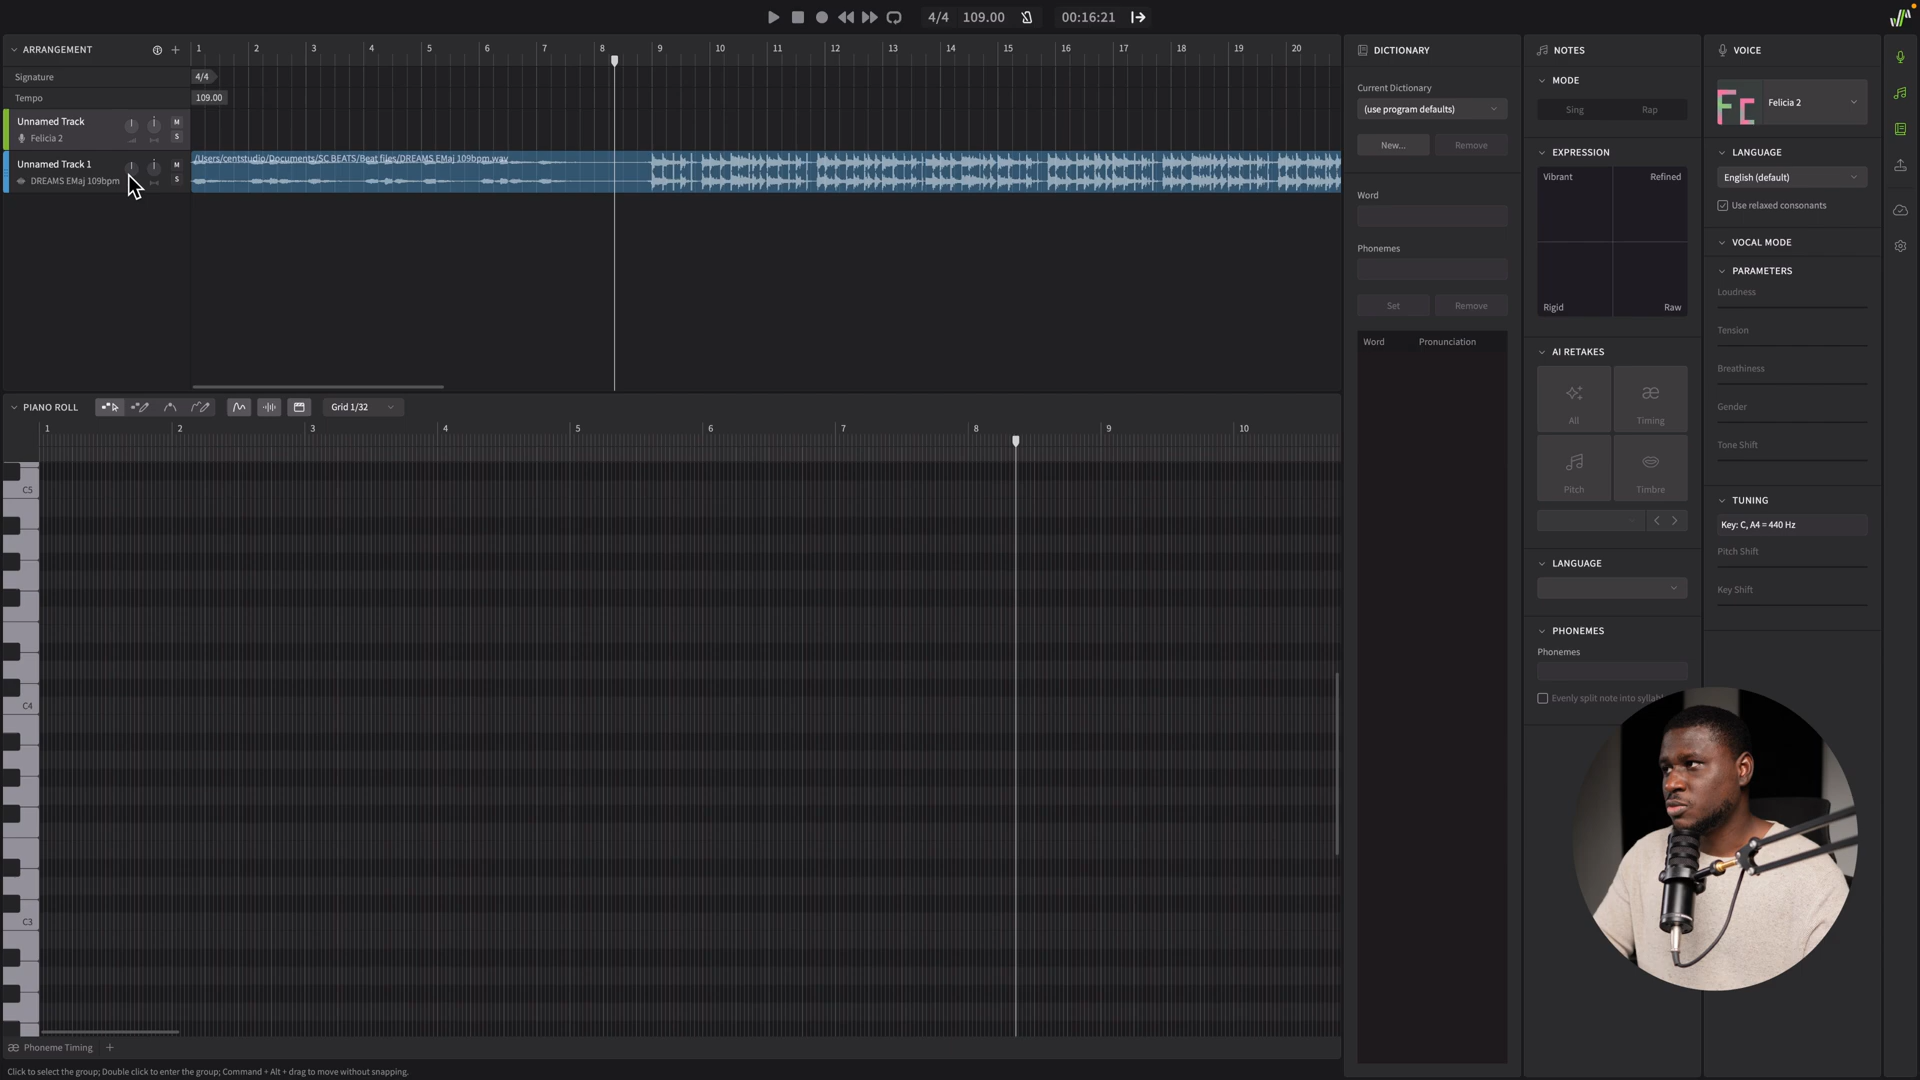 4/4 109.00 00:16:21
ARRANGEMENT
1 2 3 4 5 6 7 8 9 10 11 12 13 14 15 16 17 18 19 20
Signature
4/4
Tempo
109.00
Unnamed Track
M
Felicia 2
S
Unnamed Track 1
M
DREAMS EMaj 109bpm
S
/Users/centstudio/Documents/SC BEATS/Beat files/DREAMS EMaj 109bpm.wav
PIANO ROLL
Grid 1/32
1 2 3 4 5 6 7 8 9 10
C5
C4
C3
æ Phoneme Timing +
Click to select the group; Double click to enter the group; Command + Alt + drag to move without snapping.
DICTIONARY
Current Dictionary
(use program defaults)
New...
Remove
Word
Phonemes
Set
Remove
Word Pronunciation
NOTES
MODE
Sing
Rap
EXPRESSION
Vibrant
Refined
Rigid
Raw
AI RETAKES
All
æ
Timing
Pitch
Timbre
LANGUAGE
PHONEMES
Phonemes
Evenly split note into
VOICE
Fc
Felicia 2
LANGUAGE
English (default)
Use relaxed consonants
VOCAL MODE
PARAMETERS
Loudness
Tension
Breathiness
Gender
Tone Shift
TUNING
Key: C, A4 = 440 Hz
Pitch Shift
Key Shift